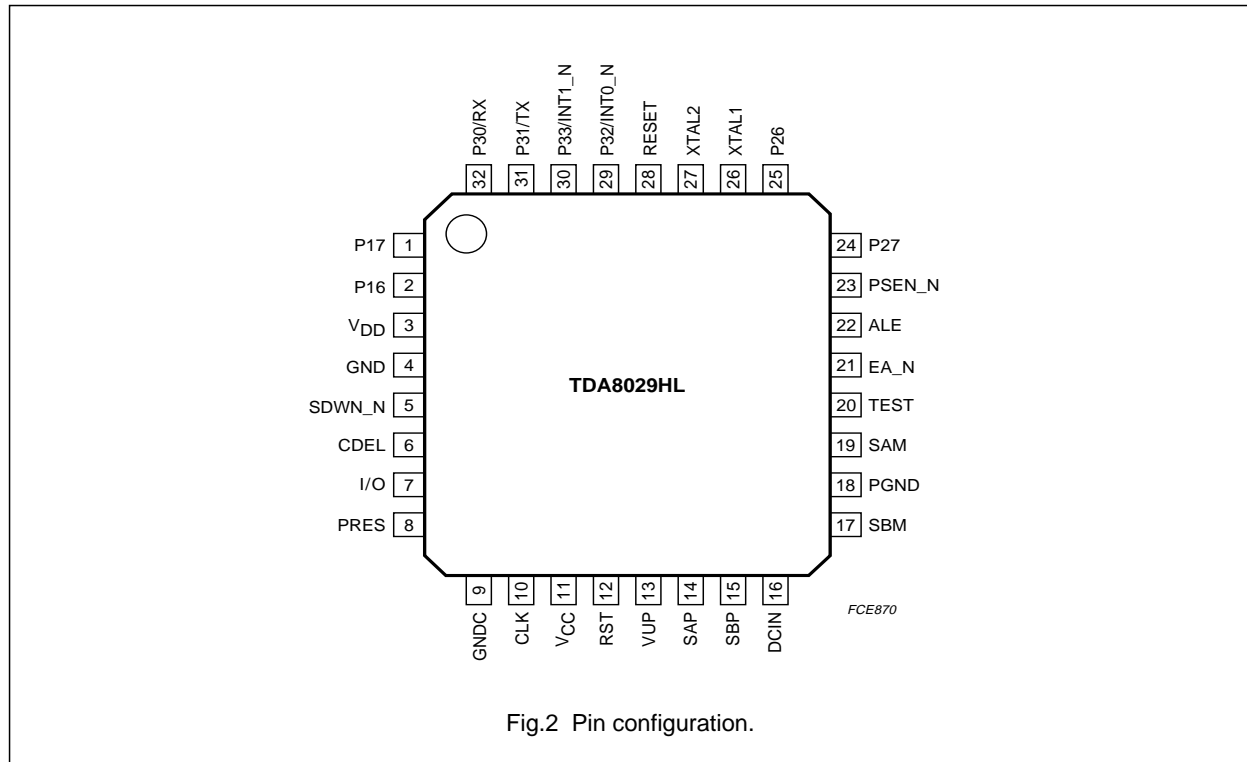 32 P30/RX
31 P31/TX
30 P33/INT1_N
29 P32/INT0_N
28 RESET
27 XTAL2
26 XTAL1
25 P26
P17 1
P16 2
VDD 3
GND 4
SDWN_N 5
CDEL 6
I/O 7
PRES 8
TDA8029HL
24 P27
23 PSEN_N
22 ALE
21 EA_N
20 TEST
19 SAM
18 PGND
17 SBM
GNDC 9
CLK 10
VCC 11
RST 12
VUP 13
SAP 14
SBP 15
DCIN 16
FCE870
Fig.2 Pin configuration.